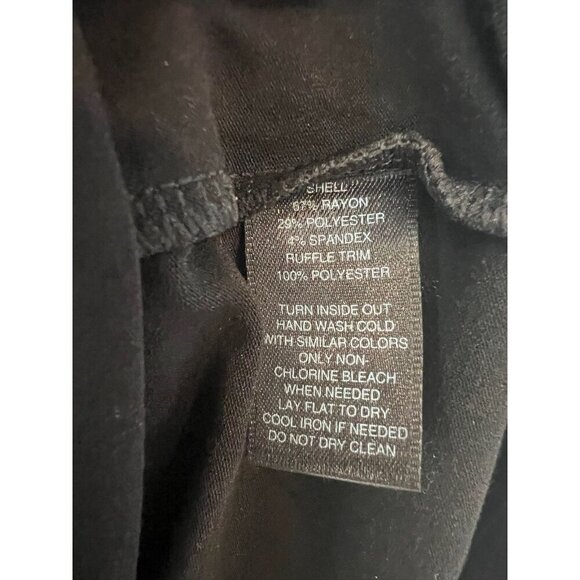 SHELL
67% RAYON
29% POLYESTER
4% SPANDEX
RUFFLE TRIM
100% POLYESTER
TURN INSIDE OUT
HAND WASH COLD
WITH SIMILAR COLORS
ONLY NON-
CHLORINE BLEACH
WHEN NEEDED
LAY FLAT TO DRY
COOL IRON IF NEEDED
DO NOT DRY CLEAN